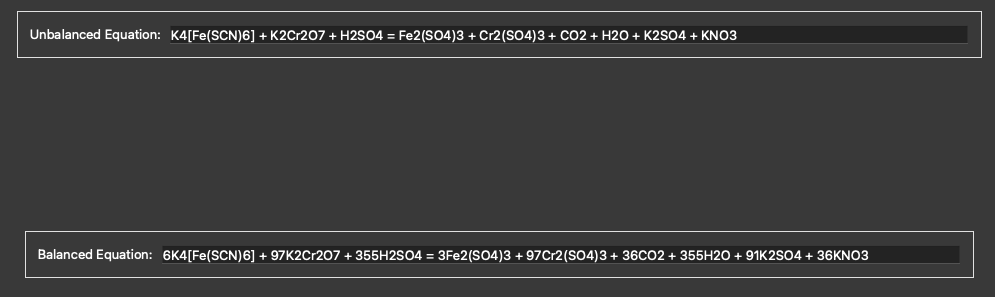 Unbalanced Equation: K4[Fe(SCN)6] + K2Cr2O7 + H2SO4 = Fe2(SO4)3 + Cr2(SO4)3 + CO2 + H2O + K2SO4 + KNO3
Balanced Equation: 6K4[Fe(SCN)6] + 97K2Cr2O7 + 355H2SO4 = 3Fe2(SO4)3 + 97Cr2(SO4)3 + 36CO2 + 355H2O + 91K2SO4 + 36KNO3